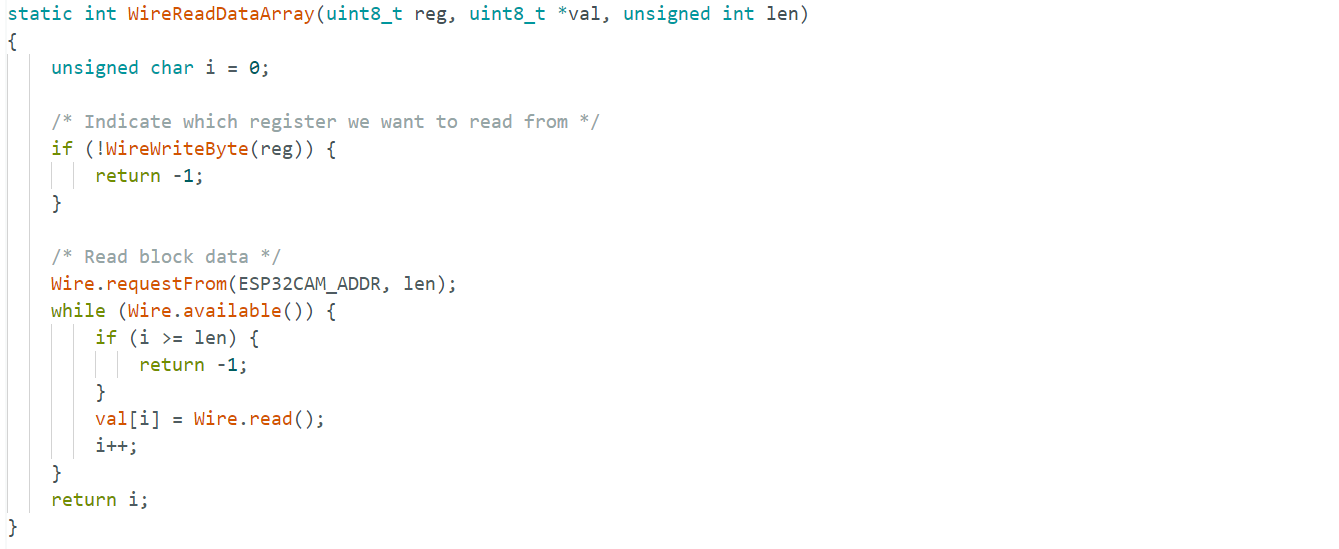 static int WireReadDataArray(uint8_t reg, uint8_t *val, unsigned int len)
{
    unsigned char i = 0;

    /* Indicate which register we want to read from */
    if (!WireWriteByte(reg)) {
        return -1;
    }

    /* Read block data */
    Wire.requestFrom(ESP32CAM_ADDR, len);
    while (Wire.available()) {
        if (i >= len) {
            return -1;
        }
        val[i] = Wire.read();
        i++;
    }
    return i;
}